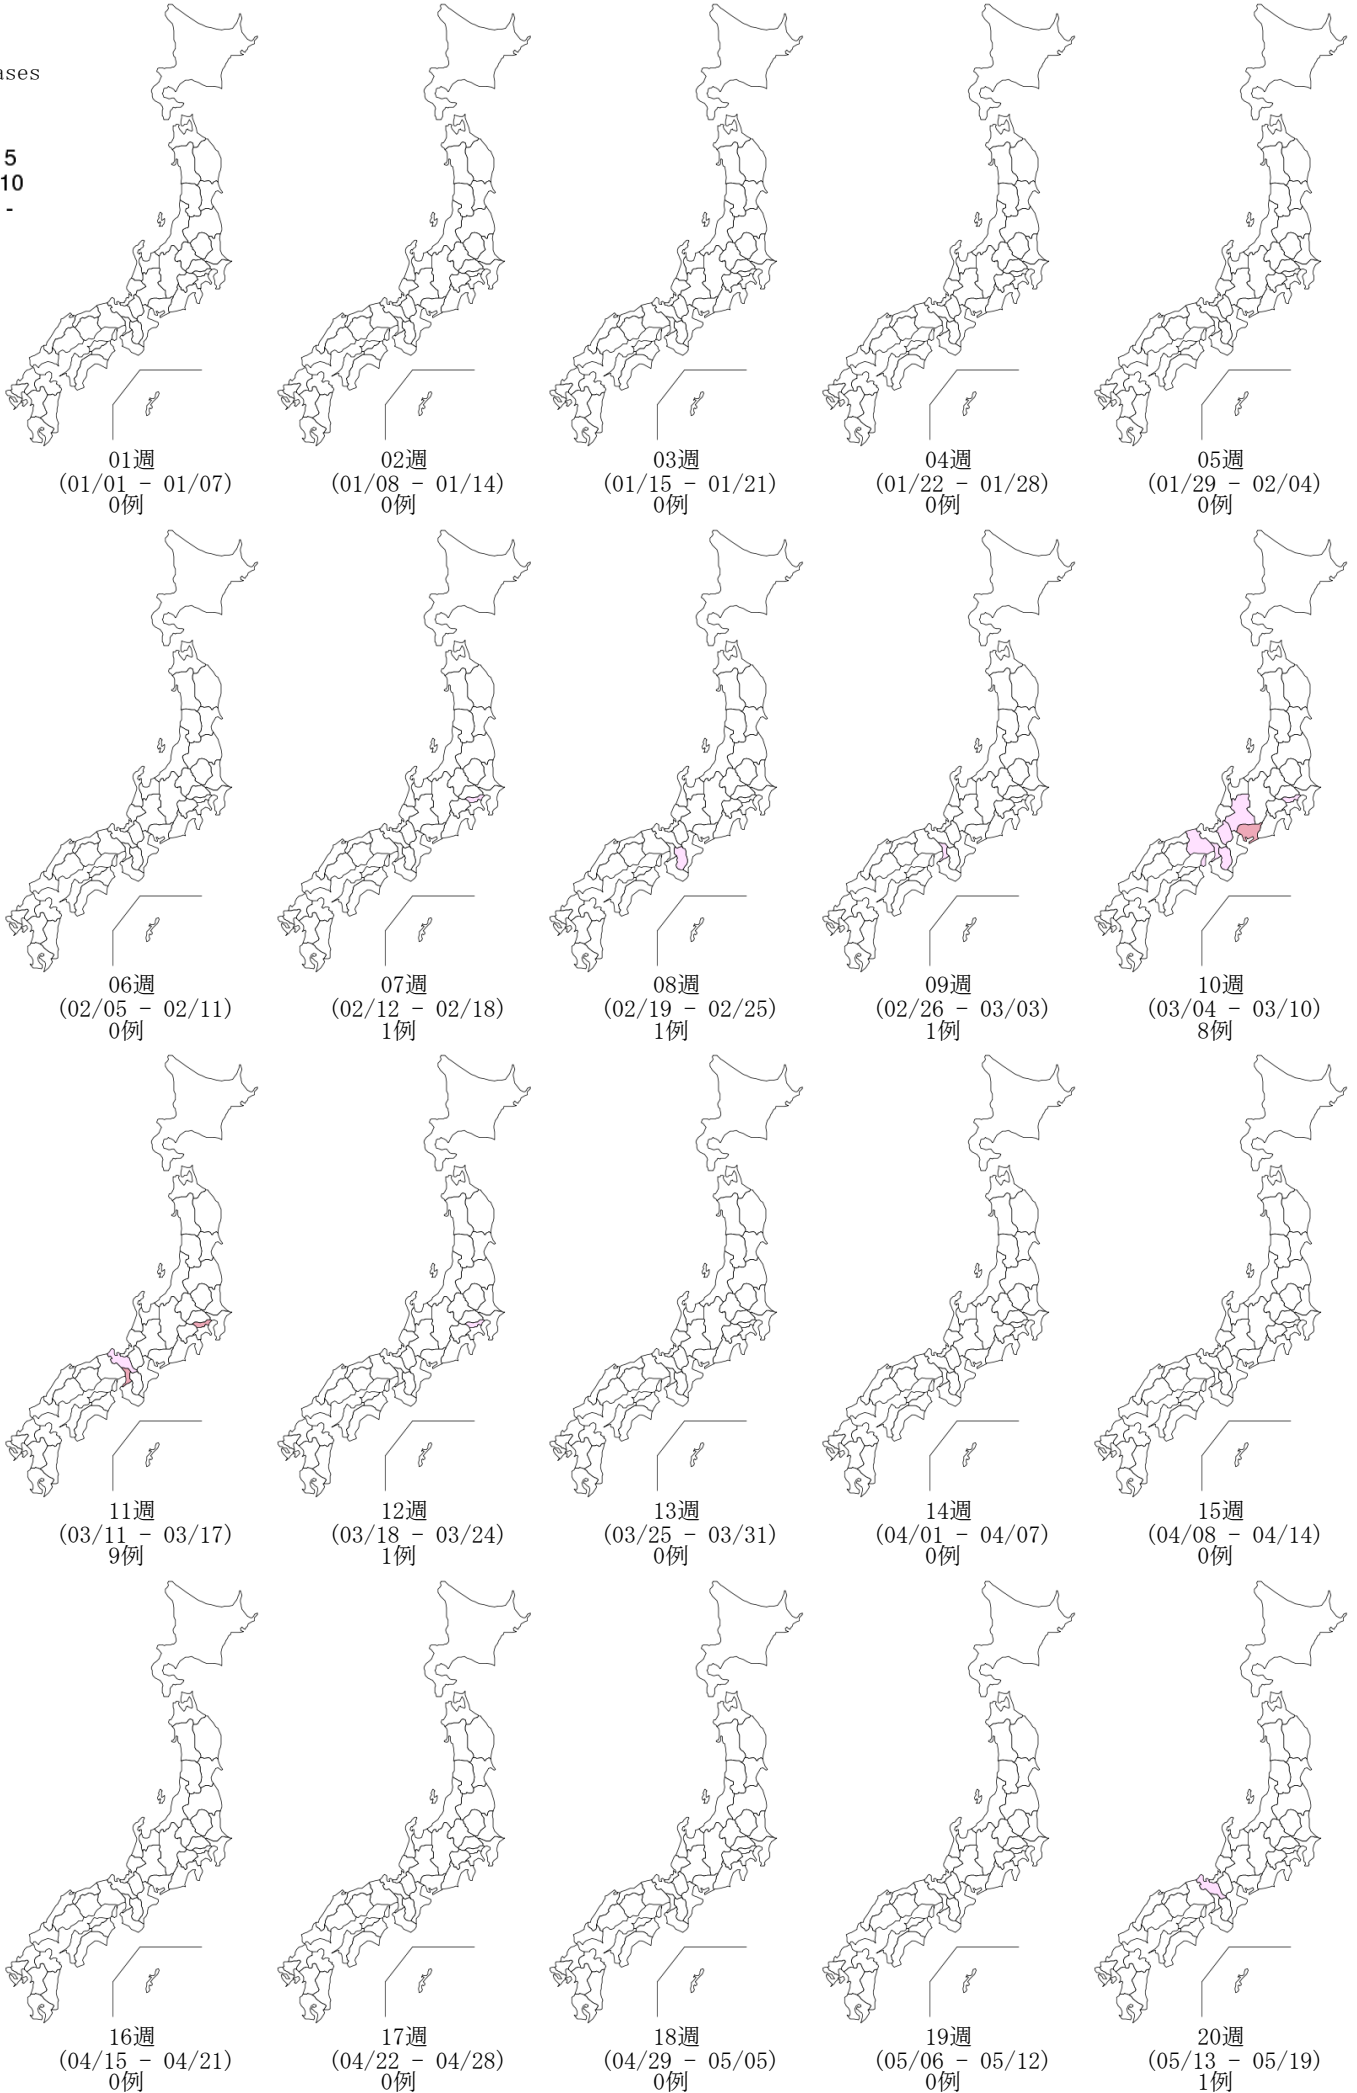 ases
5
10
-
01週
(01/01 - 01/07)
0例
02週
(01/08 - 01/14)
0例
03週
(01/15 - 01/21)
0例
04週
(01/22 - 01/28)
0例
05週
(01/29 - 02/04)
0例
06週
(02/05 - 02/11)
0例
07週
(02/12 - 02/18)
1例
08週
(02/19 - 02/25)
1例
09週
(02/26 - 03/03)
1例
10週
(03/04 - 03/10)
8例
11週
(03/11 - 03/17)
9例
12週
(03/18 - 03/24)
1例
13週
(03/25 - 03/31)
0例
14週
(04/01 - 04/07)
0例
15週
(04/08 - 04/14)
0例
16週
(04/15 - 04/21)
0例
17週
(04/22 - 04/28)
0例
18週
(04/29 - 05/05)
0例
19週
(05/06 - 05/12)
0例
20週
(05/13 - 05/19)
1例